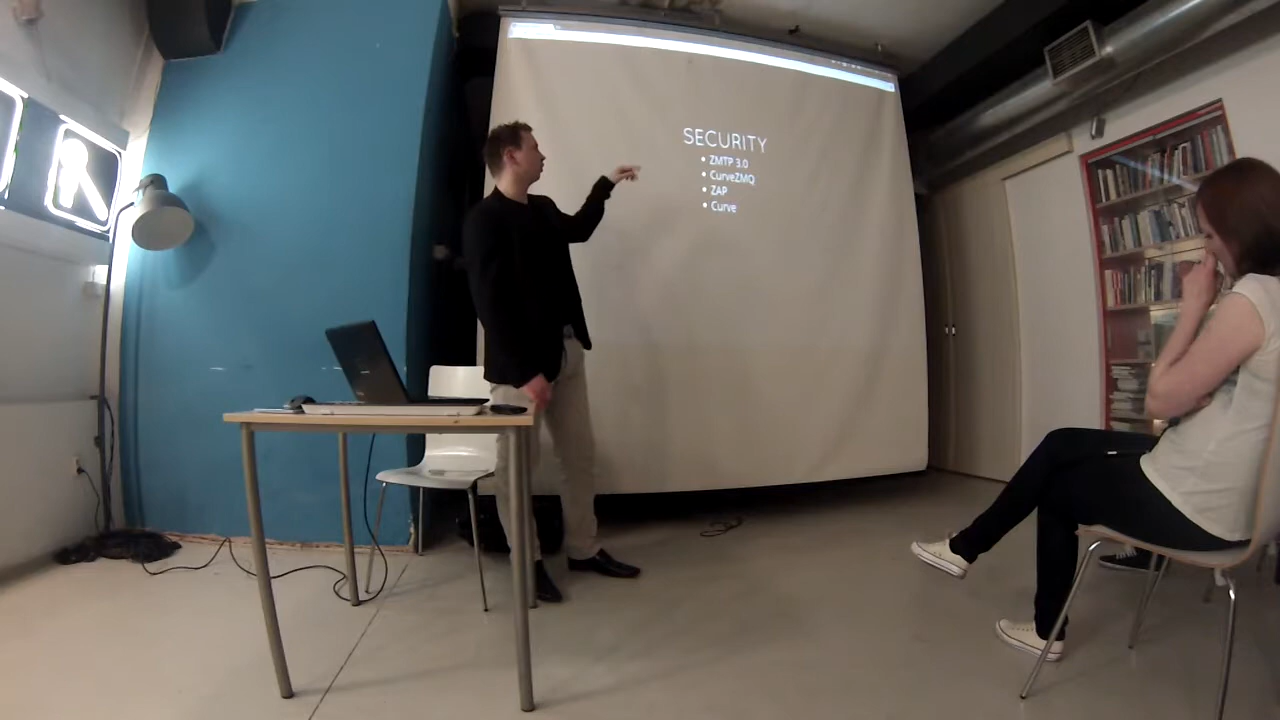 R
SECURITY
• ZMTP 3.0
• CurveZMQ
• ZAP
• Curve